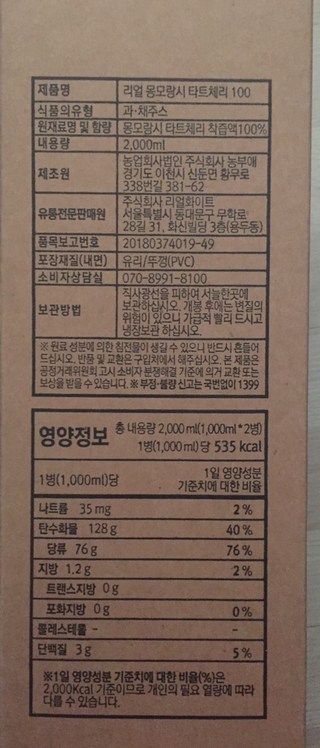 제품명 리얼 몽모랑시 타트체리 100
식품의유형 과·채주스
원재료명 및 함량 몽모랑시 타트체리 착즙액100%
내용량 2,000ml
제조원 농업회사법인 주식회사 농부애
경기도 이천시 신둔면 황무로
338번길 381-62
유통전문판매원 주식회사 리얼화이트
서울특별시 동대문구 무학로
28길 31, 화신빌딩 3층(용두동)
품목보고번호 20180374019-49
포장재질(내면) 유리/뚜껑(PVC)
소비자상담실 070-8991-8100
보관방법 직사광선을 피하여 서늘한곳에
보관하십시오. 개봉 후에는 변질의
위험이 있으니 가급적 빨리 드시고
냉장보관 하십시오.
※ 원료 성분에 의한 침전물이 생길 수 있으니 반드시 흔들어
드십시오. 반품 및 교환은 구입처에서 해주십시오. 본 제품은
공정거래위원회 고시 소비자 분쟁해결 기준에 의거 교환 또는
보상을 받을 수 있습니다. ※ 부정·불량 신고는 국번없이 1399
영양정보 총 내용량 2,000 ml(1,000ml*2병)
1병(1,000 ml) 당 535 kcal
1병(1,000ml)당 1일 영양성분
기준치에 대한 비율
나트륨 35 mg 2 %
탄수화물 128 g 40 %
당류 76 g 76 %
지방 1.2 g 2 %
트랜스지방 0 g
포화지방 0 g 0 %
콜레스테롤 - -
단백질 3 g 5 %
※1일 영양성분 기준치에 대한 비율(%)은
2,000Kcal 기준이므로 개인의 필요 열량에 따라
다를 수 있습니다.